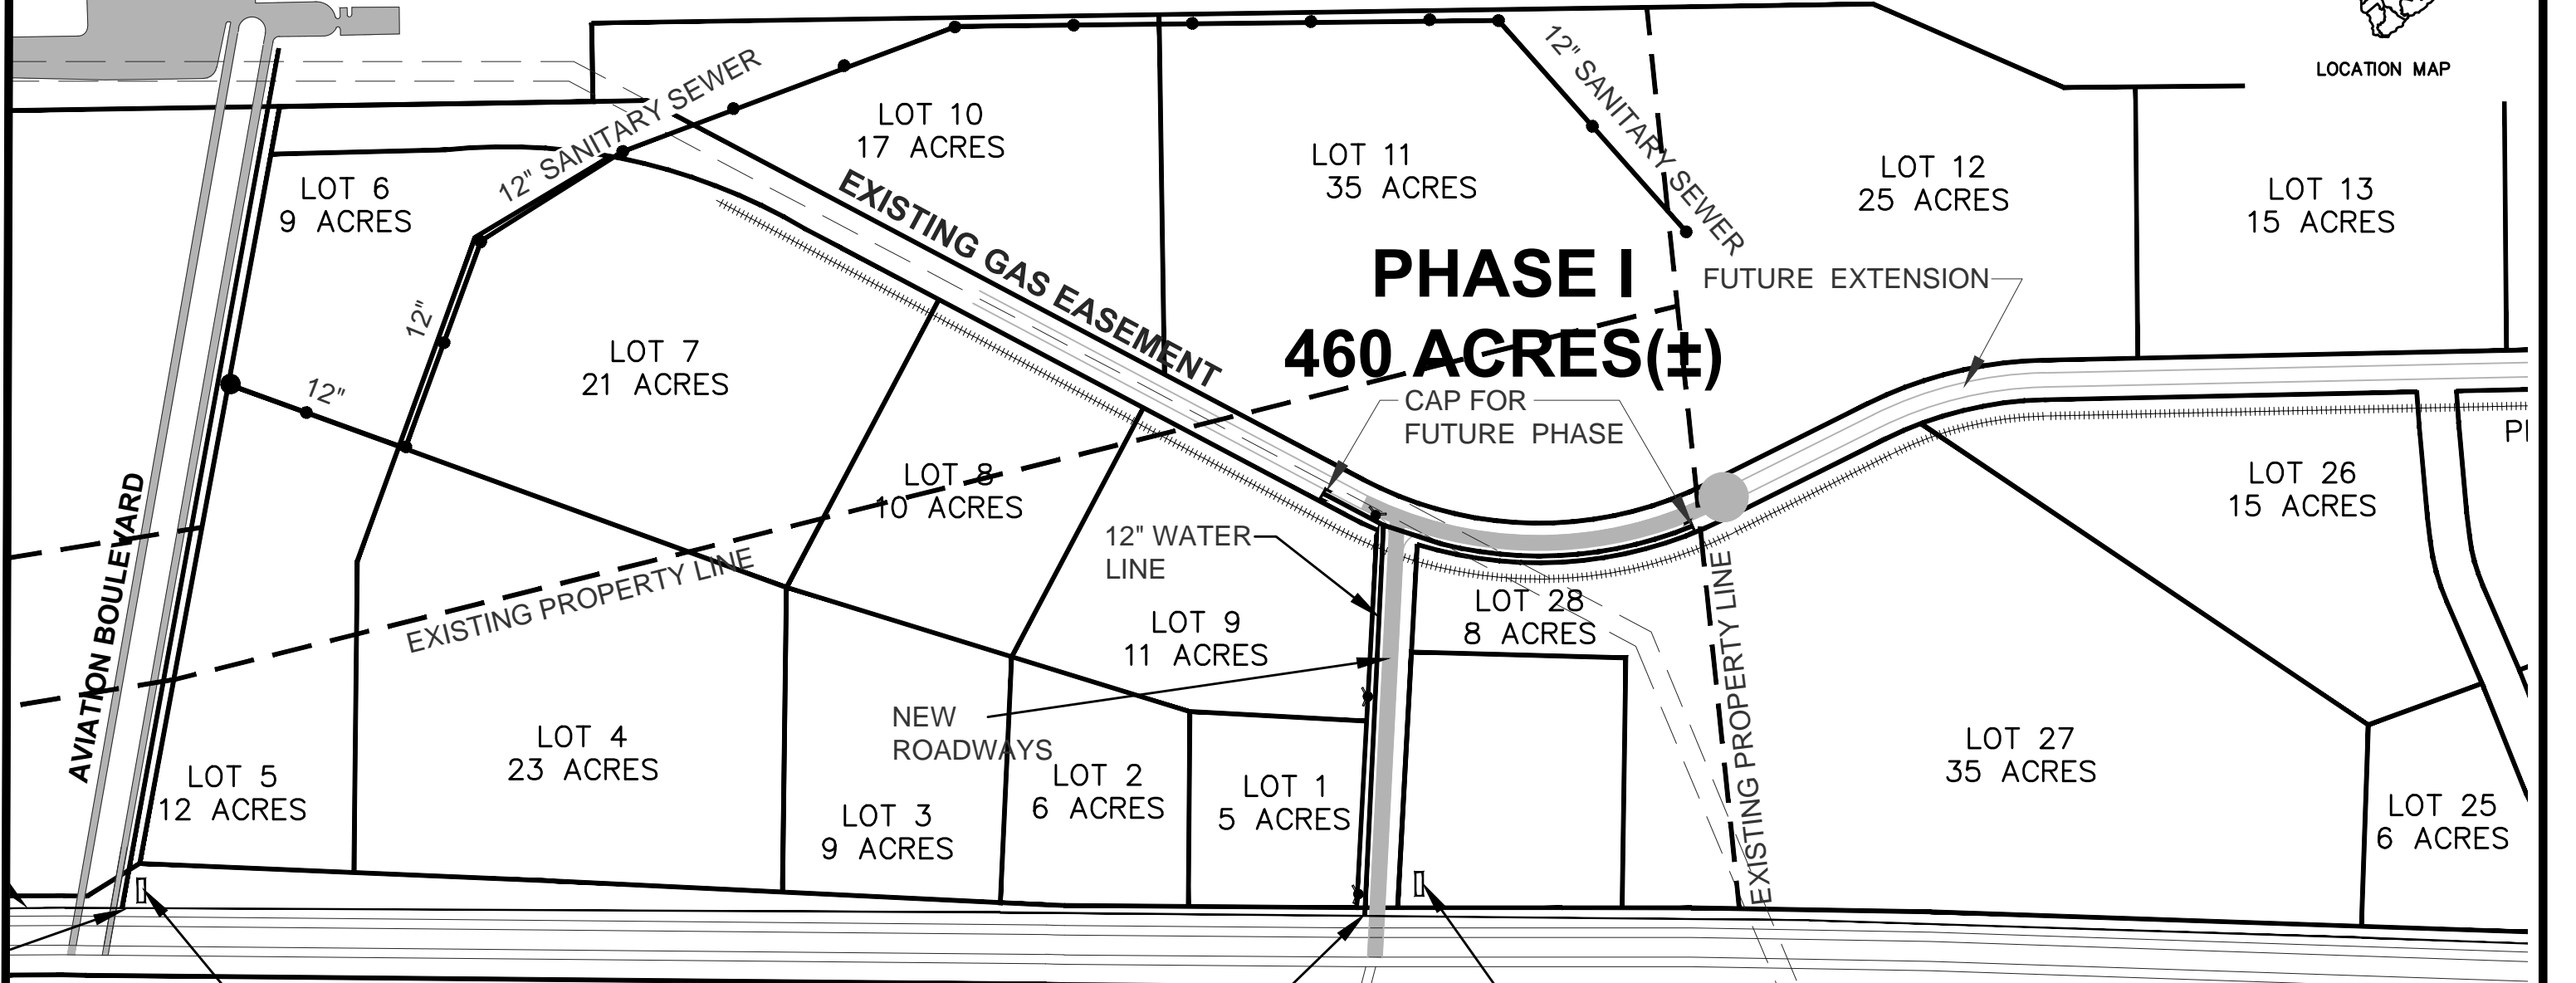 LOCATION MAP
12" SANITARY SEWER
12" SANITARY SEWER
LOT 10
17 ACRES
LOT 11
35 ACRES
LOT 12
25 ACRES
LOT 13
15 ACRES
LOT 6
9 ACRES
EXISTING GAS EASEMENT
PHASE I
460 ACRES(±)
FUTURE EXTENSION
12"
12"
LOT 7
21 ACRES
CAP FOR
FUTURE PHASE
LOT 8
10 ACRES
LOT 26
15 ACRES
12" WATER
LINE
AVIATION BOULEVARD
EXISTING PROPERTY LINE
LOT 9
11 ACRES
LOT 28
8 ACRES
EXISTING PROPERTY LINE
NEW
ROADWAYS
LOT 4
23 ACRES
LOT 27
35 ACRES
LOT 5
12 ACRES
LOT 3
9 ACRES
LOT 2
6 ACRES
LOT 1
5 ACRES
LOT 25
6 ACRES